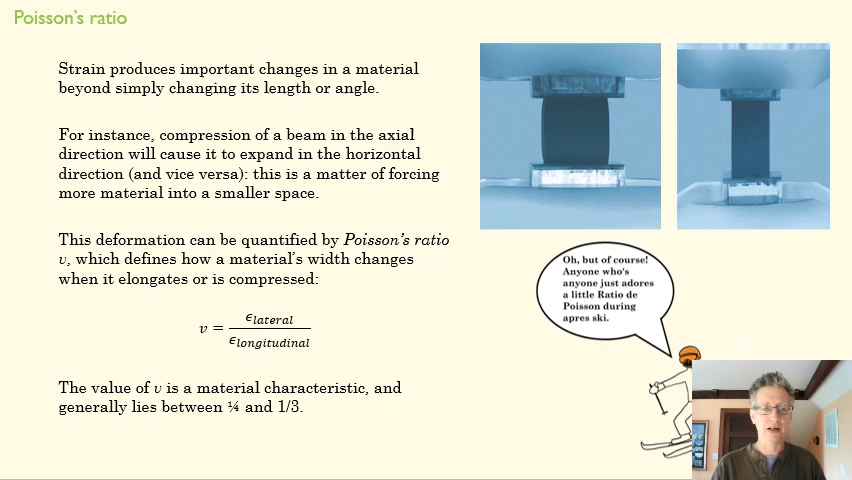 Poisson's ratio
Strain produces important changes in a material
beyond simply changing its length or angle.
For instance, compression of a beam in the axial
direction will cause it to expand in the horizontal
direction (and vice versa): this is a matter of forcing
more material into a smaller space.
This deformation can be quantified by Poisson's ratio
υ, which defines how a material's width changes
when it elongates or is compressed:
υ = ϵlateral / ϵlongitudinal
The value of υ is a material characteristic, and
generally lies between ¼ and 1/3.
Oh, but of course!
Anyone who's
anyone just adores
a little Ratio de
Poisson during
apres ski.